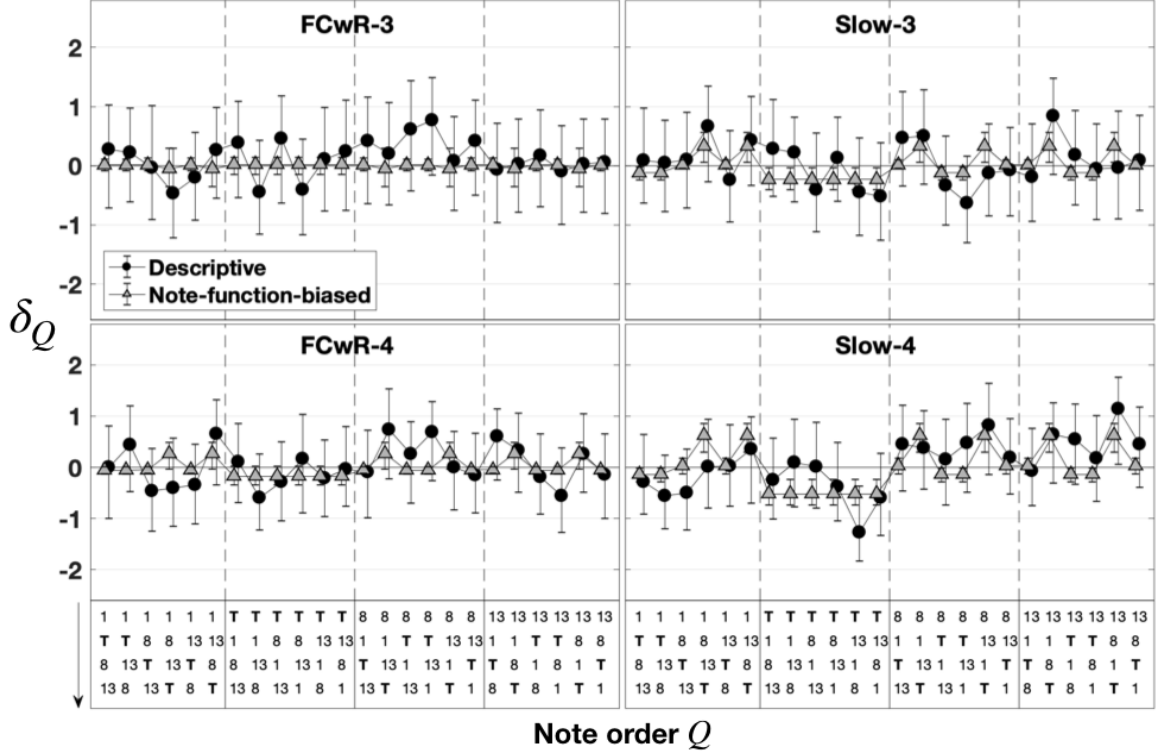 FCwR-3
Slow-3
2
1
0
-1
-2
Descriptive
Note-function-biased
δQ
FCwR-4
Slow-4
2
1
0
-1
-2
1 1 1 1 1 1 T T T T T T 8 8 8 8 8 8 13 13 13 13 13 13 1 1 1 1 1 1 T T T T T T 8 8 8 8 8 8 13 13 13 13 13 13
T T 8 8 13 13 1 1 8 8 13 13 1 1 T T 13 13 1 1 T T 8 8 T T 8 8 13 13 1 1 8 8 13 13 1 1 T T 13 13 1 1 T T 8 8
8 13 T 13 T 8 8 13 1 13 1 8 T 13 1 13 1 T T 8 1 8 1 T 8 13 T 13 T 8 8 13 1 13 1 8 T 13 1 13 1 T T 8 1 8 1 T
13 8 13 T 8 T 13 8 13 1 8 1 13 T 13 1 T 1 8 T 8 1 T 1 13 8 13 T 8 T 13 8 13 1 8 1 13 T 13 1 T 1 8 T 8 1 T 1
Note order Q